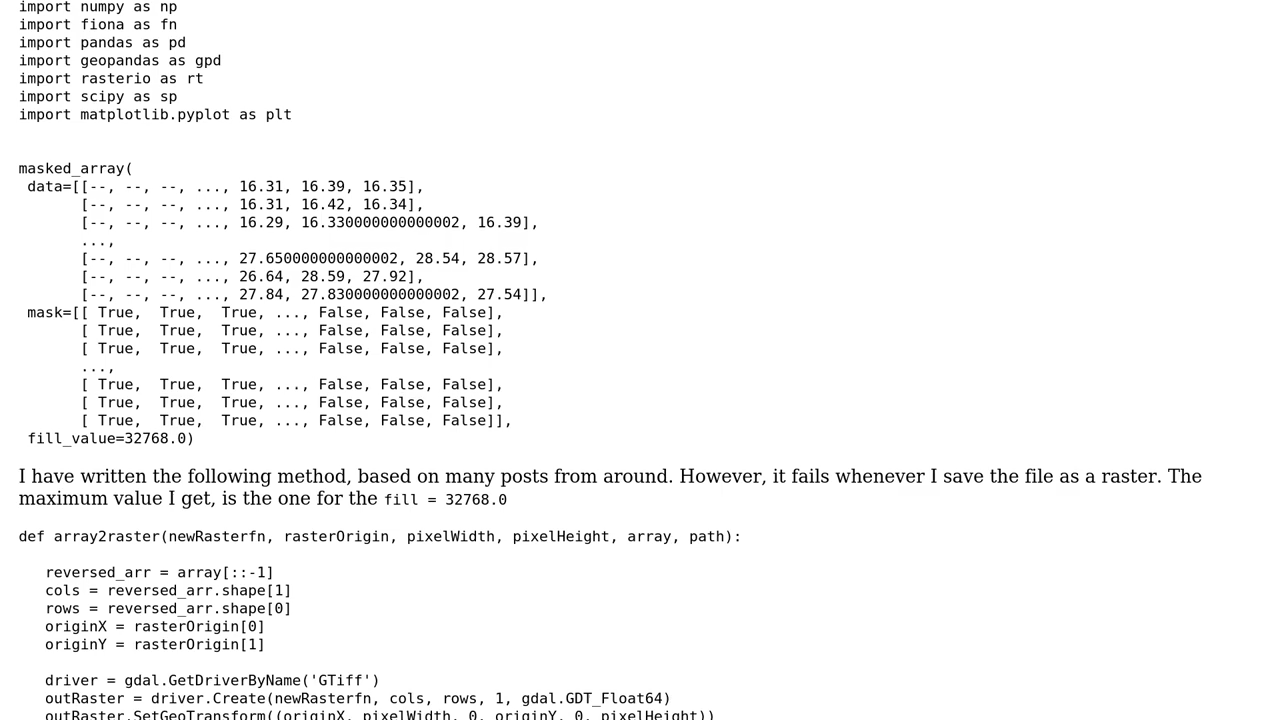 import numpy as np
import fiona as fn
import pandas as pd
import geopandas as gpd
import rasterio as rt
import scipy as sp
import matplotlib.pyplot as plt
masked_array(
 data=[[--, --, --, ..., 16.31, 16.39, 16.35],
       [--, --, --, ..., 16.31, 16.42, 16.34],
       [--, --, --, ..., 16.29, 16.330000000000002, 16.39],
       ...,
       [--, --, --, ..., 27.650000000000002, 28.54, 28.57],
       [--, --, --, ..., 26.64, 28.59, 27.92],
       [--, --, --, ..., 27.84, 27.830000000000002, 27.54]],
 mask=[[ True,  True,  True, ..., False, False, False],
       [ True,  True,  True, ..., False, False, False],
       [ True,  True,  True, ..., False, False, False],
       ...,
       [ True,  True,  True, ..., False, False, False],
       [ True,  True,  True, ..., False, False, False],
       [ True,  True,  True, ..., False, False, False]],
 fill_value=32768.0)
I have written the following method, based on many posts from around. However, it fails whenever I save the file as a raster. The
maximum value I get, is the one for the fill = 32768.0
def array2raster(newRasterfn, rasterOrigin, pixelWidth, pixelHeight, array, path):
   reversed_arr = array[::-1]
   cols = reversed_arr.shape[1]
   rows = reversed_arr.shape[0]
   originX = rasterOrigin[0]
   originY = rasterOrigin[1]
   driver = gdal.GetDriverByName('GTiff')
   outRaster = driver.Create(newRasterfn, cols, rows, 1, gdal.GDT_Float64)
   outRaster.SetGeoTransform((originX, pixelWidth, 0, originY, 0, pixelHeight))